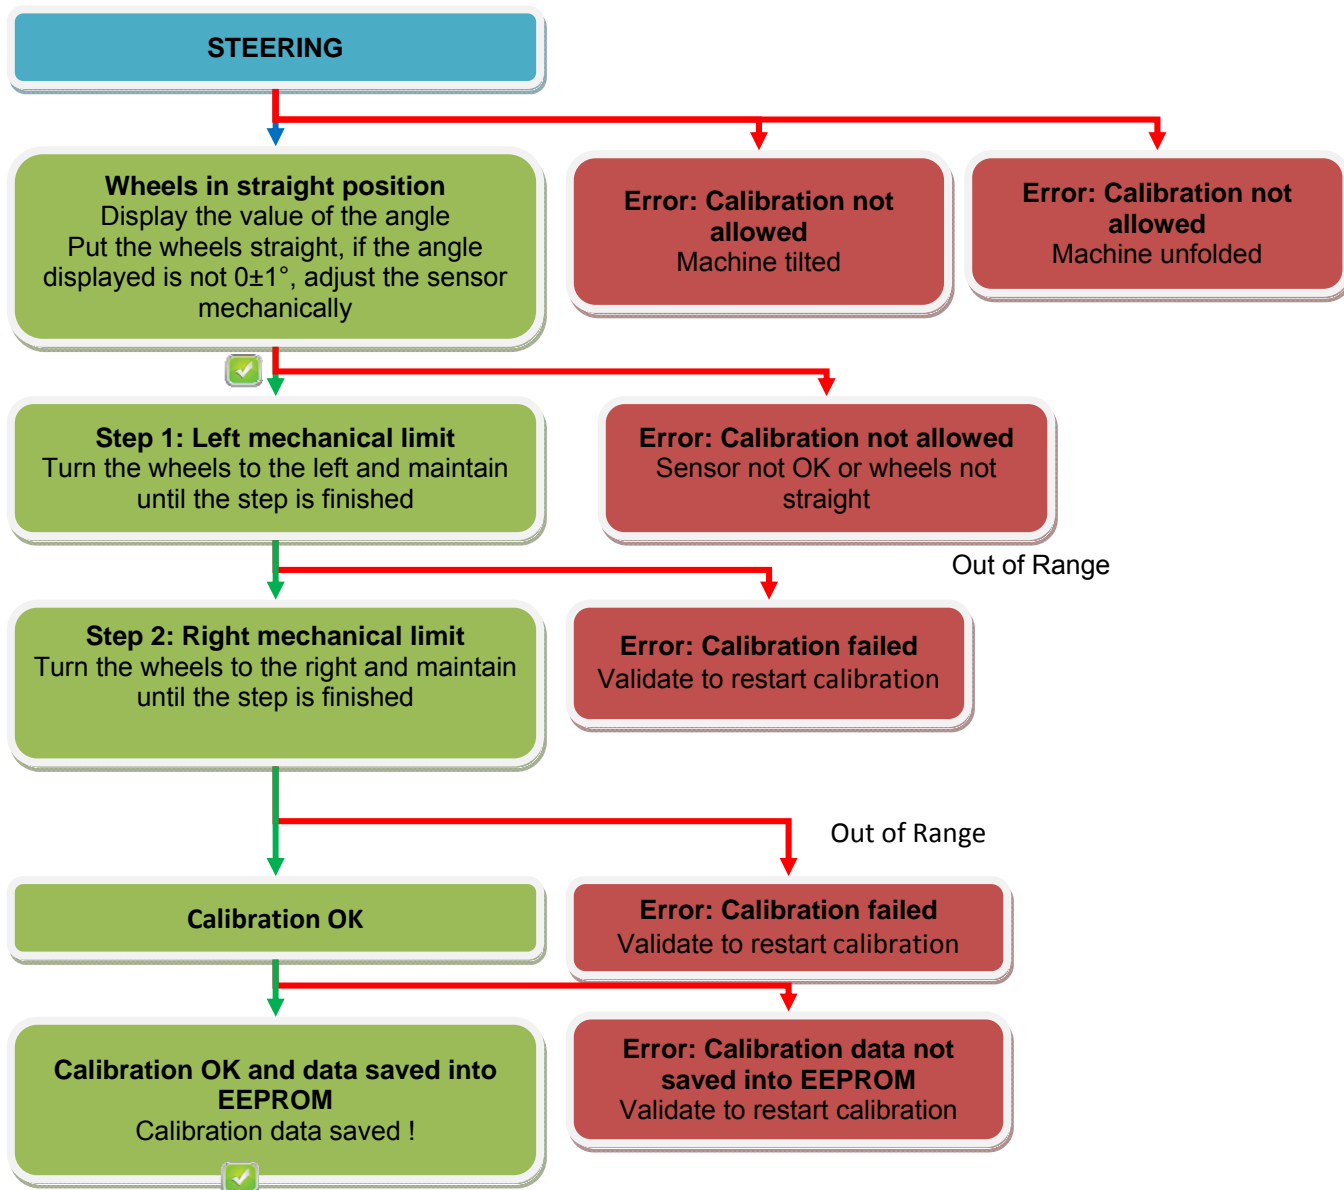 STEERING
Wheels in straight position
Display the value of the angle
Put the wheels straight, if the angle
displayed is not 0±1°, adjust the sensor
mechanically
Error: Calibration not
allowed
Machine tilted
Error: Calibration not
allowed
Machine unfolded
Step 1: Left mechanical limit
Turn the wheels to the left and maintain
until the step is finished
Error: Calibration not allowed
Sensor not OK or wheels not
straight
Out of Range
Step 2: Right mechanical limit
Turn the wheels to the right and maintain
until the step is finished
Error: Calibration failed
Validate to restart calibration
Out of Range
Calibration OK
Error: Calibration failed
Validate to restart calibration
Calibration OK and data saved into
EEPROM
Calibration data saved !
Error: Calibration data not
saved into EEPROM
Validate to restart calibration